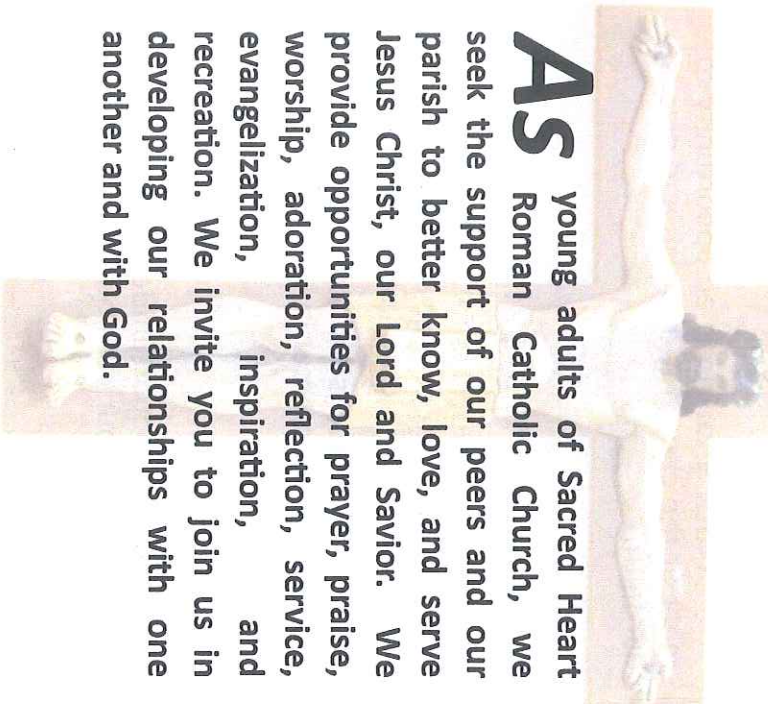 As young adults of Sacred Heart
Roman Catholic Church, we
seek the support of our peers and our
parish to better know, love, and serve
Jesus Christ, our Lord and Savior. We
provide opportunities for prayer, praise,
worship, adoration, reflection, service,
evangelization, inspiration, and
recreation. We invite you to join us in
developing our relationships with one
another and with God.